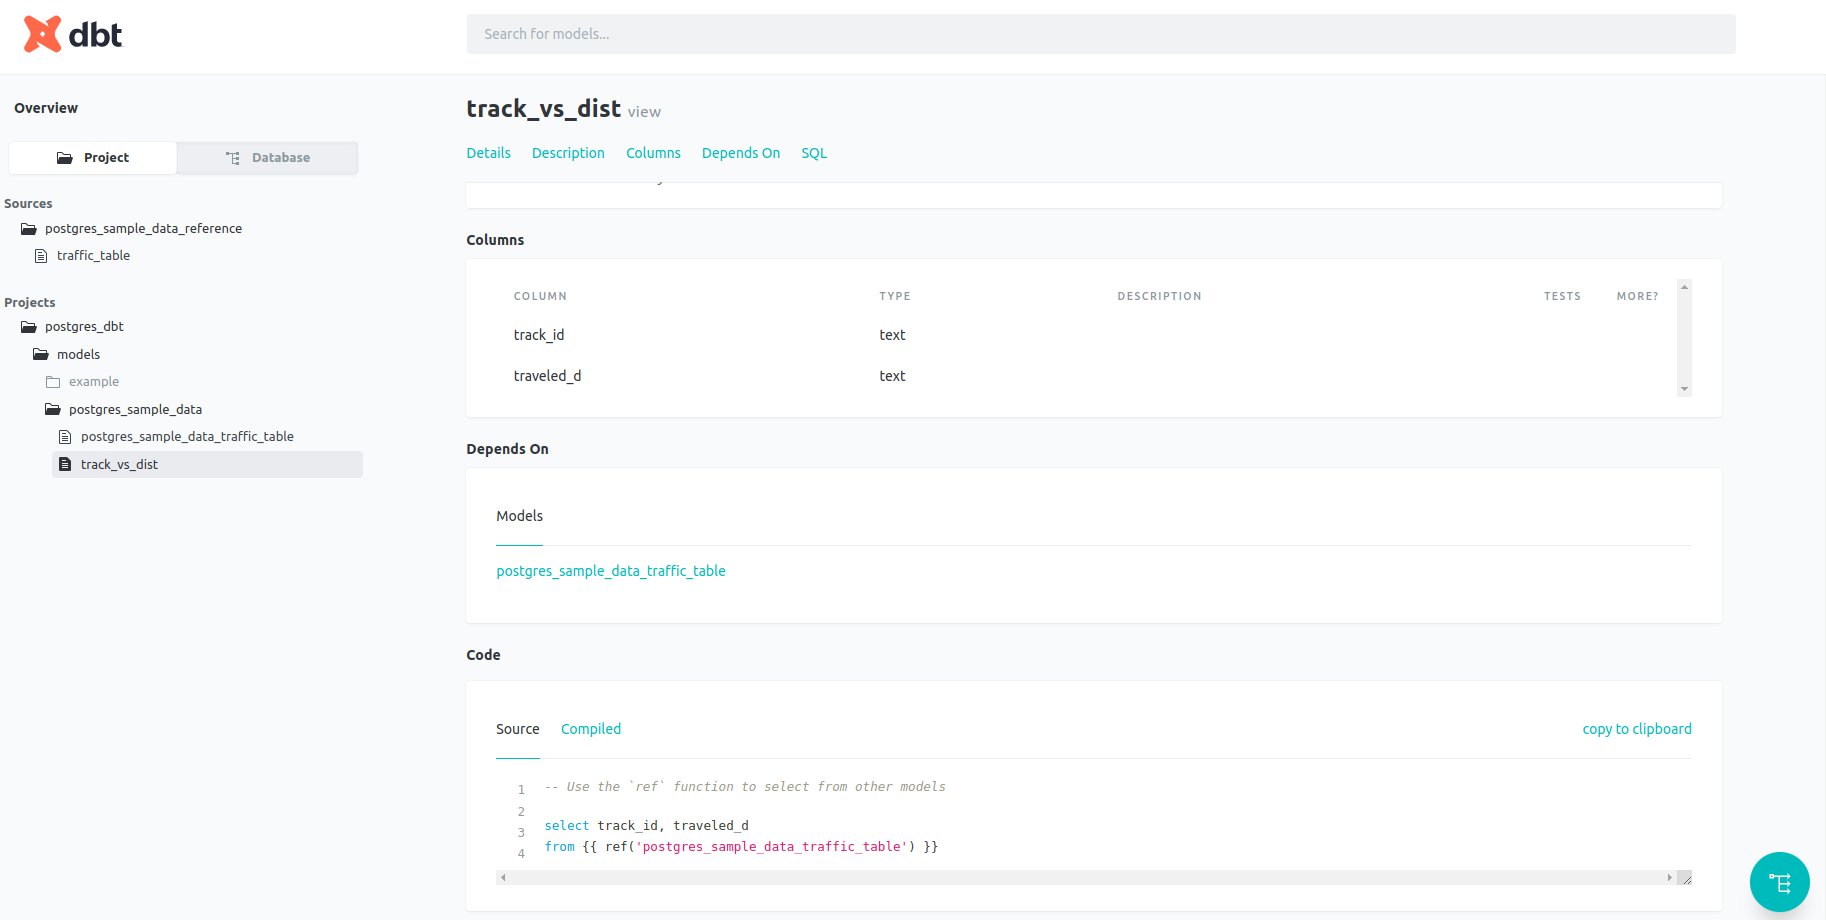 dbt
Search for models...
Overview
Project
Database
Sources
postgres_sample_data_reference
traffic_table
Projects
postgres_dbt
models
example
postgres_sample_data
postgres_sample_data_traffic_table
track_vs_dist
track_vs_dist view
Details Description Columns Depends On SQL
Columns
COLUMN TYPE DESCRIPTION TESTS MORE?
track_id text
traveled_d text
Depends On
Models
postgres_sample_data_traffic_table
Code
Source Compiled copy to clipboard
1 -- Use the `ref` function to select from other models
2
3 select track_id, traveled_d
4 from {{ ref('postgres_sample_data_traffic_table') }}